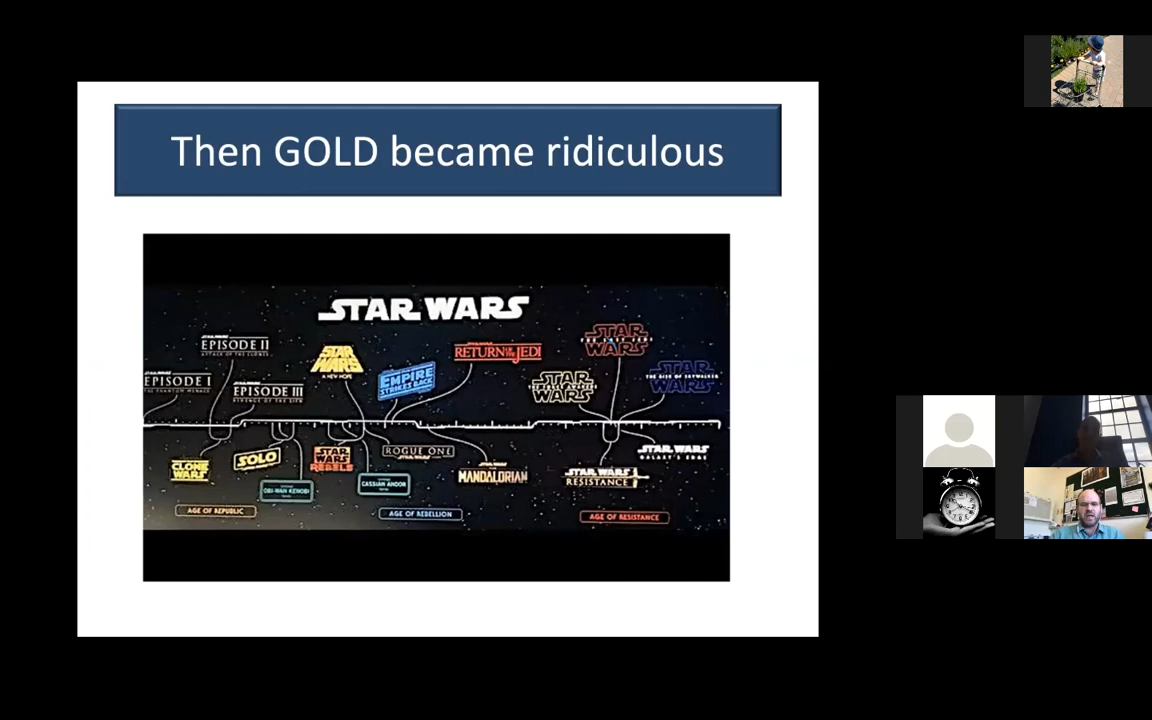 Then GOLD became ridiculous
STAR WARS
EPISODE II
ATTACK OF THE CLONES
EPISODE I
THE PHANTOM MENACE
EPISODE III
REVENGE OF THE SITH
STAR WARS
A NEW HOPE
EMPIRE
STRIKES BACK
RETURN OF THE JEDI
STAR WARS
THE LAST JEDI
STAR WARS
THE FORCE AWAKENS
STAR WARS
THE RISE OF SKYWALKER
CLONE
WARS
SOLO
OBI-WAN KENOBI
STAR
WARS
REBELS
ROGUE ONE
CASSIAN ANDOR
MANDALORIAN
STAR WARS
RESISTANCE
STAR WARS
GALAXY'S EDGE
AGE OF REPUBLIC
AGE OF REBELLION
AGE OF RESISTANCE